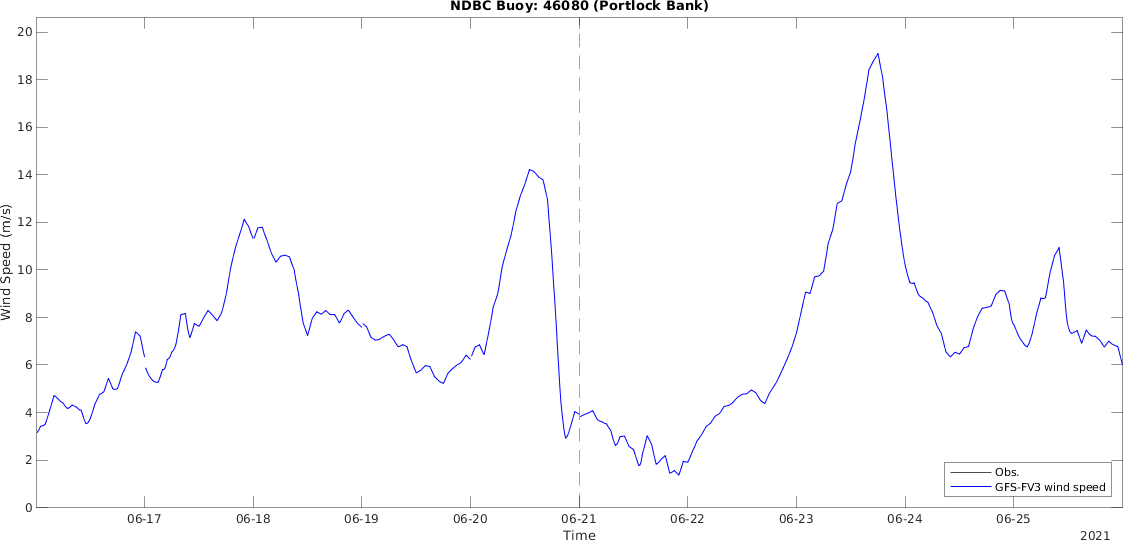 NDBC Buoy: 46080 (Portlock Bank)
20
18
16
14
12
10
8
6
4
2
0
Wind Speed (m/s)
06-17 06-18 06-19 06-20 06-21 06-22 06-23 06-24 06-25
Time
2021
Obs.
GFS-FV3 wind speed